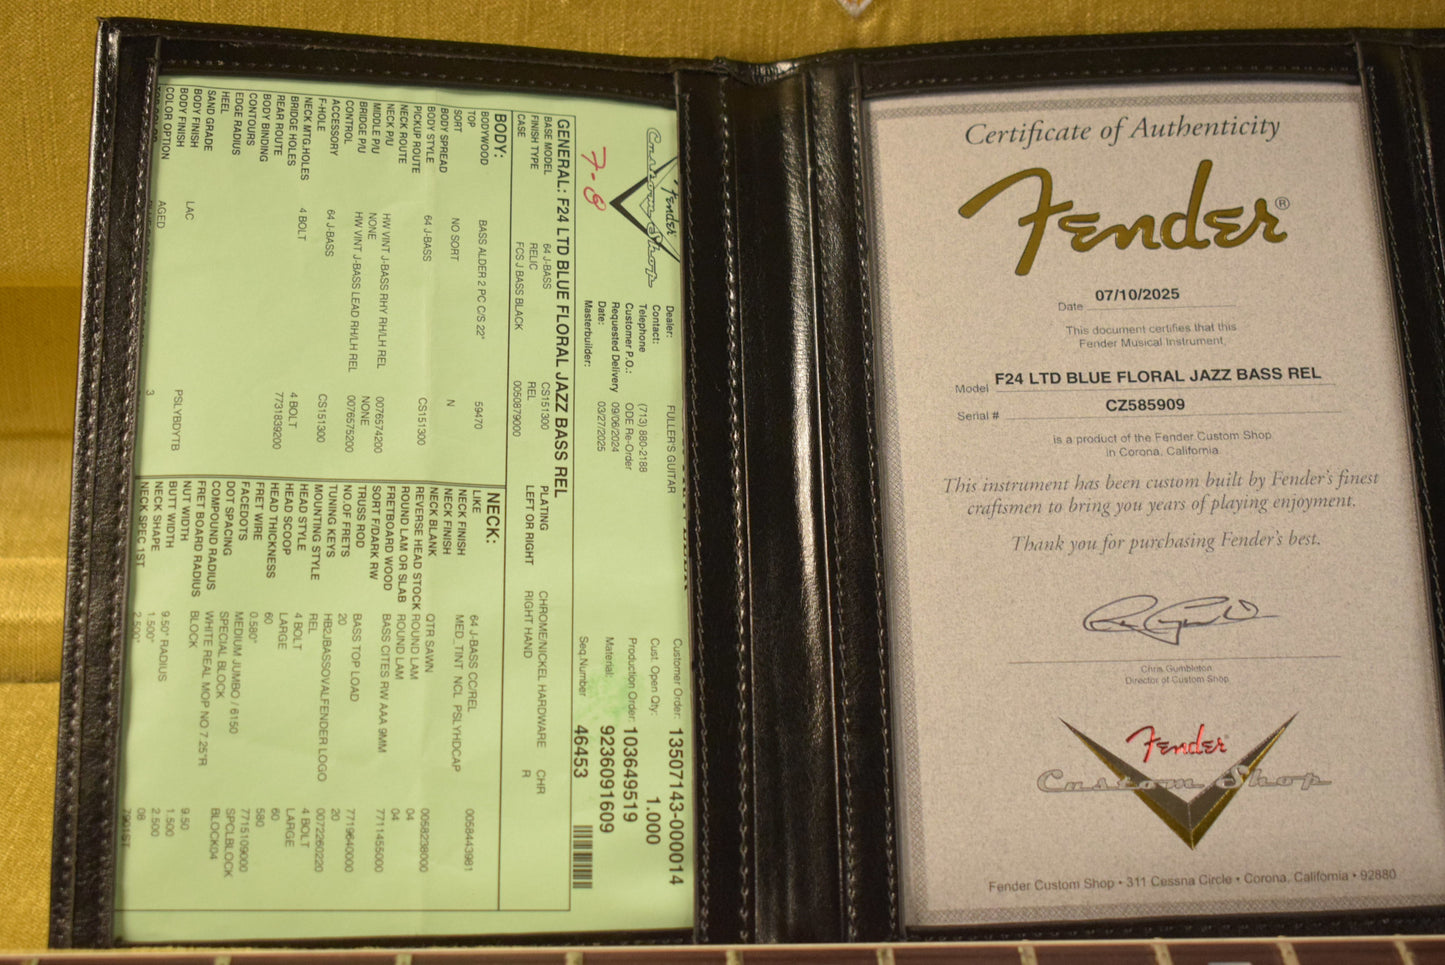 Fender
Custom Shop
7-8
Dealer: FULLER'S GUITAR
Contact:
Telephone (713) 880-2188
Customer P.O.: ODE Re-Order
Requested Delivery 09/06/2024
Date: 03/27/2025
Masterbuilder:
Customer Order: 13507143-000014
Cust. Open Qty: 1.000
Production Order: 103649519
Material: 9236091609
Seq.Number 46453
GENERAL: F24 LTD BLUE FLORAL JAZZ BASS REL
BASE MODEL 64 J-BASS CS151300
FINISH TYPE RELIC REL
CASE FCS J BASS BLACK 0050879000
PLATING CHROME/NICKEL HARDWARE CHR
LEFT OR RIGHT RIGHT HAND R
BODY:
BODYWOOD BASS ALDER 2 PC C/S 22" 59470
TOP
SORT NO SORT N
BODY SPREAD
BODY STYLE 64 J-BASS CS151300
PICKUP ROUTE
NECK ROUTE
NECK P/U HW VINT J-BASS RHY RH/LH REL 0076574200
MIDDLE P/U NONE NONE
BRIDGE P/U HW VINT J-BASS LEAD RH/LH REL 0076575200
CONTROL
ACCESSORY 64 J-BASS CS151300
F-HOLE
NECK MTG.HOLES 4 BOLT 4 BOLT
BRIDGE HOLES 7731839200
REAR ROUTE
BODY BINDING
CONTOURS
EDGE RADIUS
HEEL
SAND GRADE
BODY FINISH LAC PSLYBDYTB
BODY FINISH
COLOR OPTION AGED 3
NECK:
LIKE 64 J-BASS CC/REL 0058443981
NECK FINISH MED_TINT NCL PSLYHDCAP
NECK FINISH
NECK BLANK QTR SAWN 0058238000
REVERSE HEAD STOCK ROUND LAM 04
ROUND LAM OR SLAB ROUND LAM 04
FRETBOARD WOOD BASS CITES RW AAA 9MM 7711455000
SORT F/DARK RW
TRUSS ROD BASS TOP LOAD 7719640000
NO.OF FRETS 20 20
TUNING KEYS HB2JBASSOVALFENDER LOGO 0072260220
MOUNTING STYLE REL
HEAD STYLE 4 BOLT 4 BOLT
HEAD SCOOP LARGE LARGE
HEAD THICKNESS 60 60
FRET WIRE 0.580" 580
FACEDOTS MEDIUM JUMBO / 6150 7715109000
DOT SPACING SPECIAL BLOCK SPCLBLOCK
COMPOUND RADIUS WHITE REAL MOP NO 7.25"R BLOCK04
FRET BOARD RADIUS BLOCK
NUT WIDTH 9.50" RADIUS 9.50
BUTT WIDTH 1.500" 1.500
NECK SHAPE 2.500" 2.500
NECK SPEC 1ST 08
Certificate of Authenticity
Fender®
Date 07/10/2025
This document certifies that this
Fender Musical Instrument,
Model F24 LTD BLUE FLORAL JAZZ BASS REL
Serial # CZ585909
is a product of the Fender Custom Shop
in Corona, California
This instrument has been custom built by Fender's finest
craftsmen to bring you years of playing enjoyment.
Thank you for purchasing Fender's best.
Chris Gumbleton
Director of Custom Shop
Fender
Custom Shop
Fender Custom Shop • 311 Cessna Circle • Corona, California • 92880